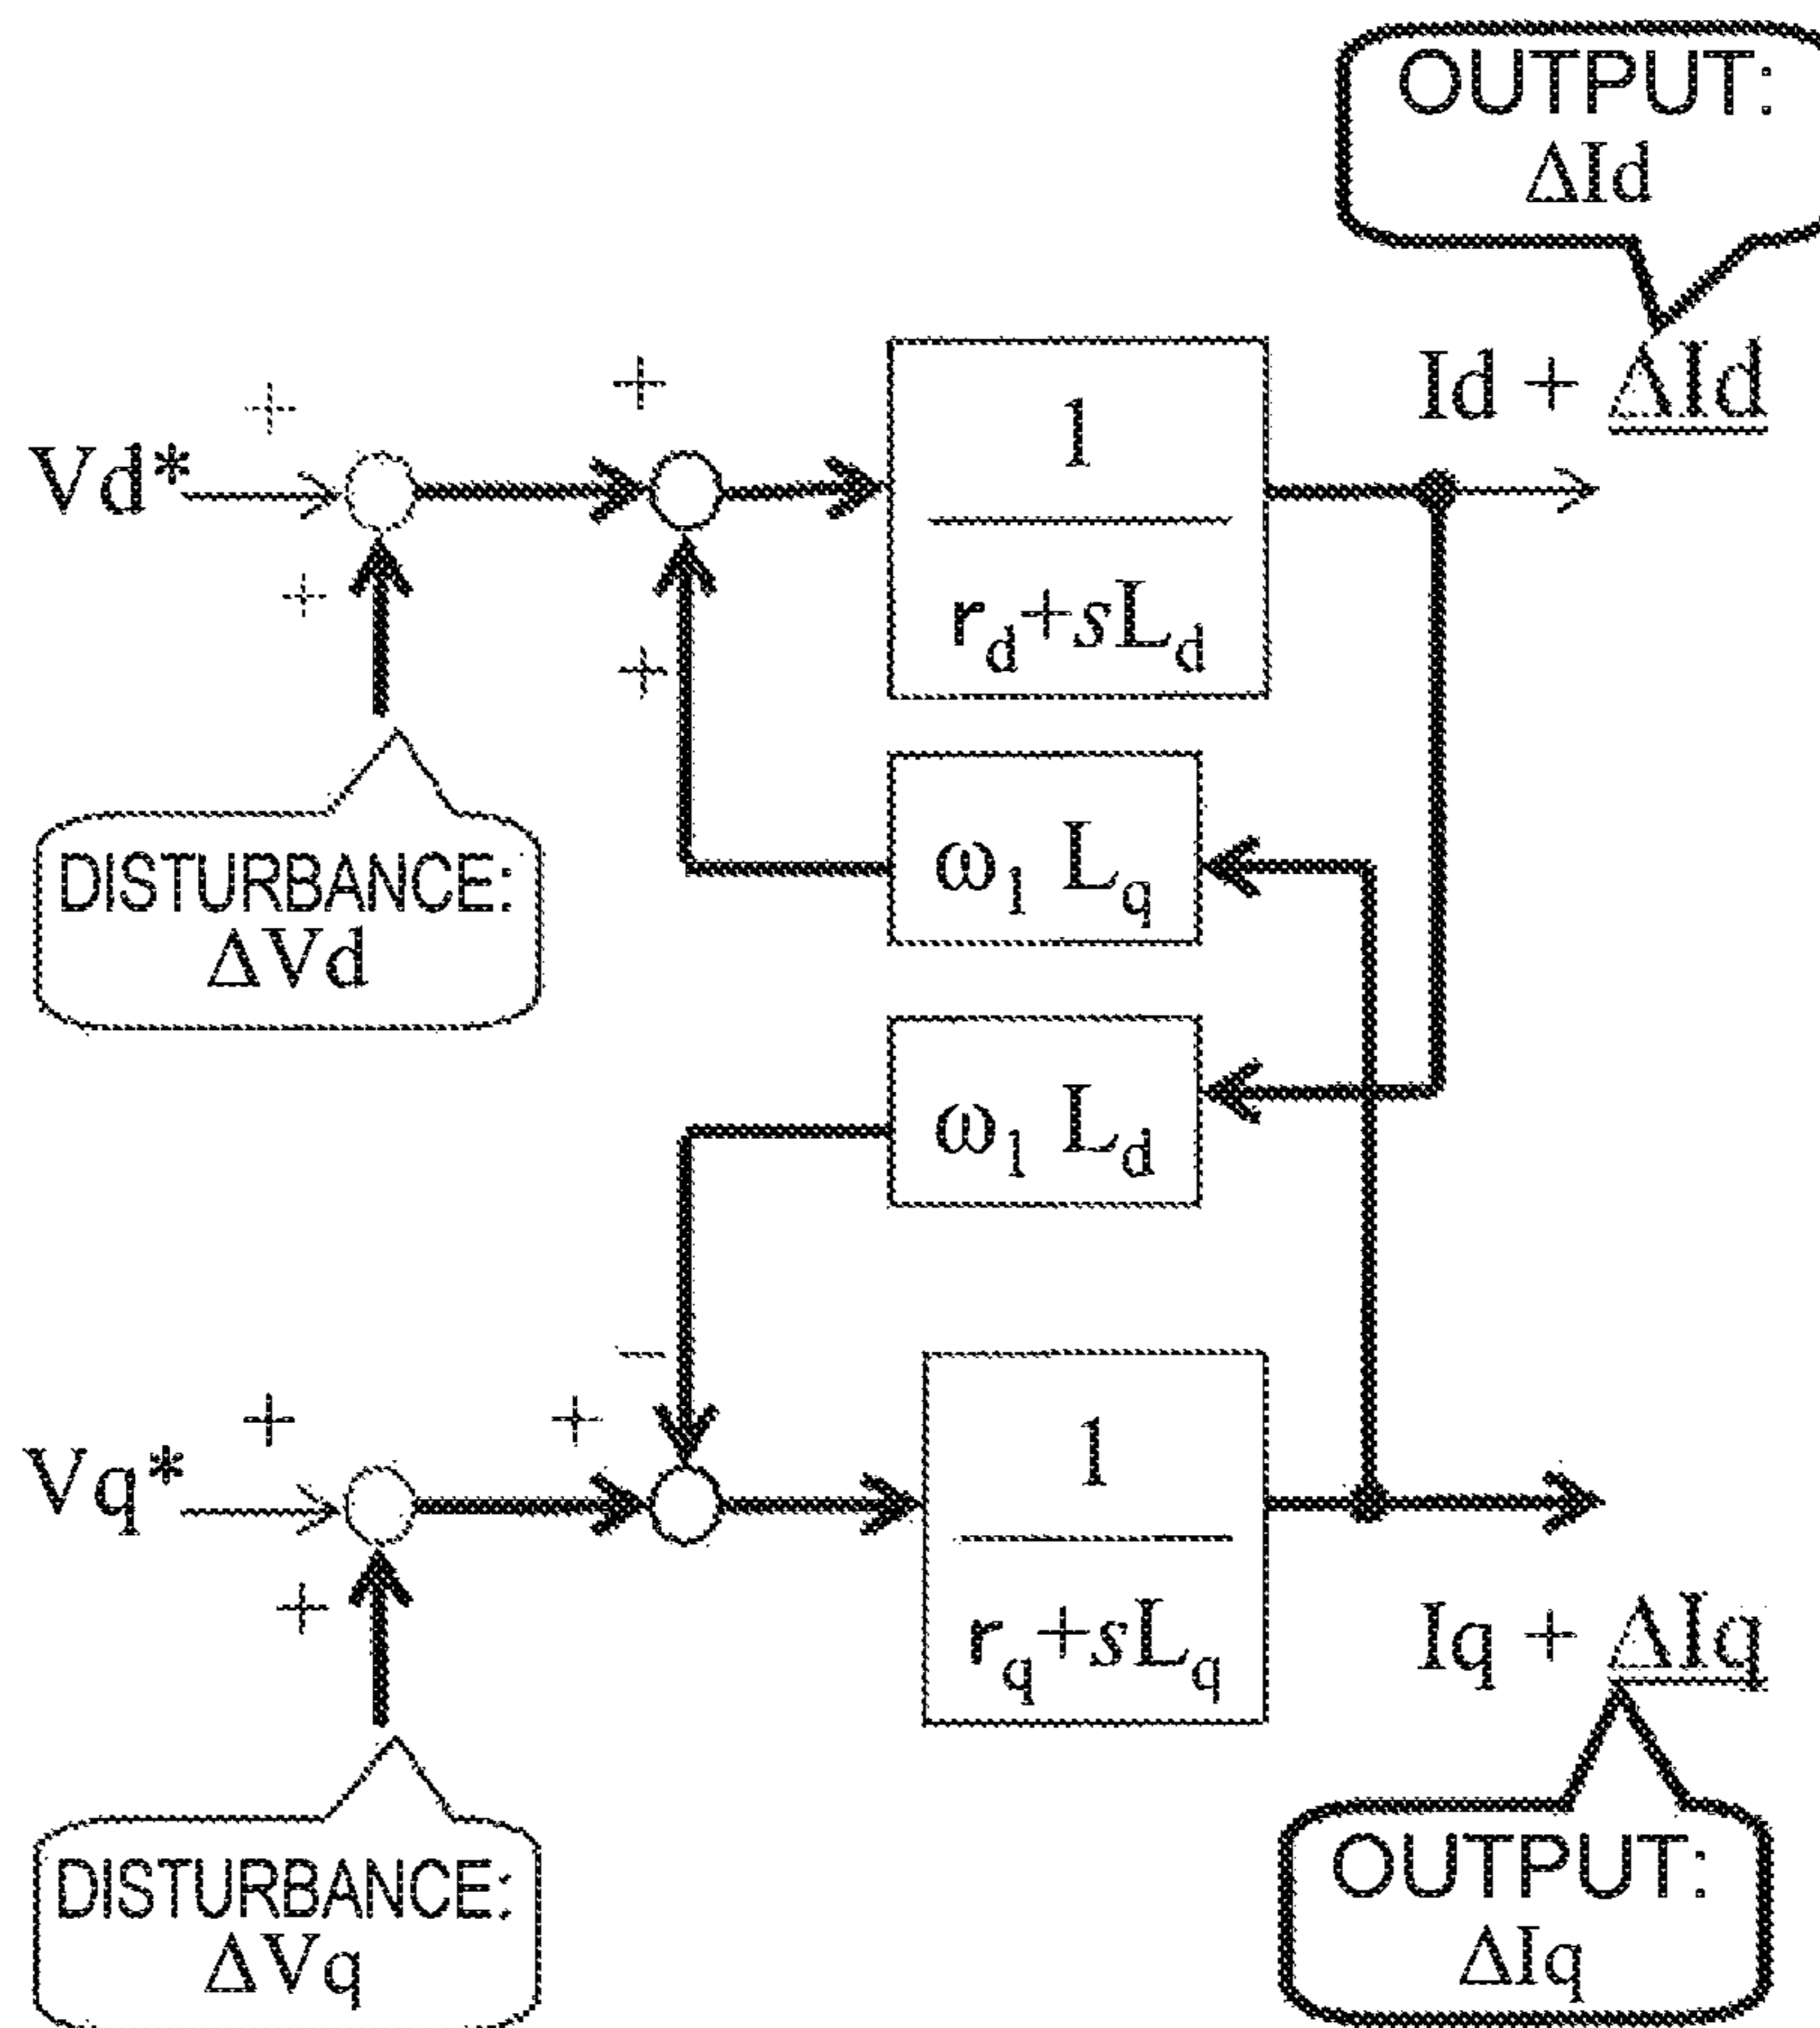 OUTPUT:
ΔId
Id + ΔId
+
+
Vd*
1
r_d+sL_d
+
+
DISTURBANCE:
ΔVd
ω_1 L_q
ω_1 L_d
−
+
+
Vq*
1
r_q+sL_q
+
Iq + ΔIq
DISTURBANCE:
ΔVq
OUTPUT:
ΔIq